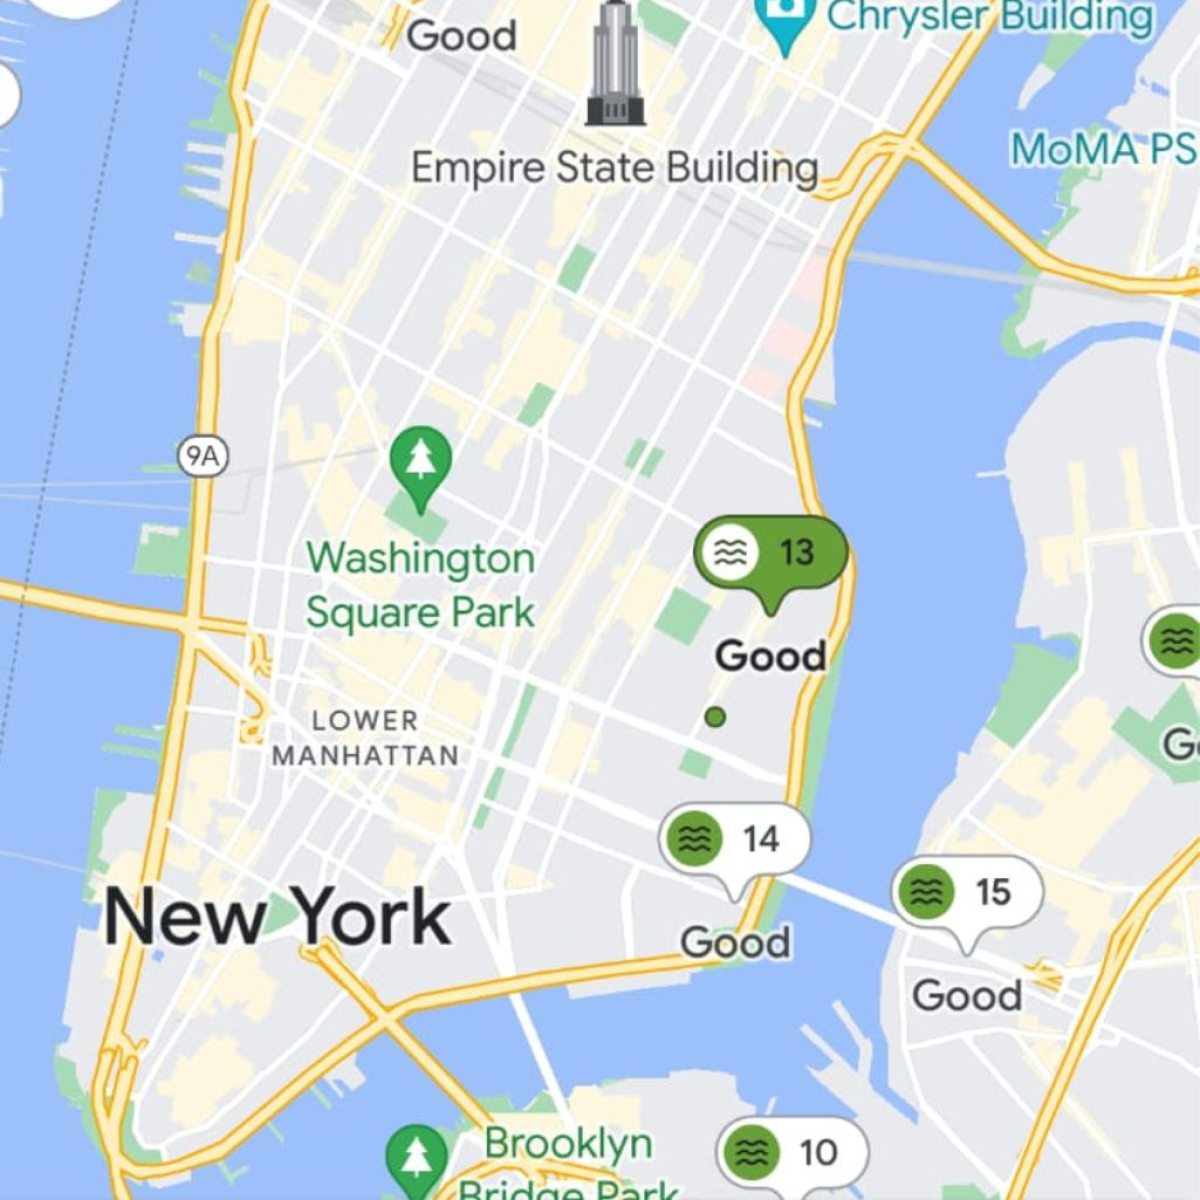 Good
Chrysler Building
Empire State Building
MoMA PS
9A
Washington
Square Park
13
Good
LOWER
MANHATTAN
14
Good
15
Good
New York
10
Brooklyn
Bridge Park